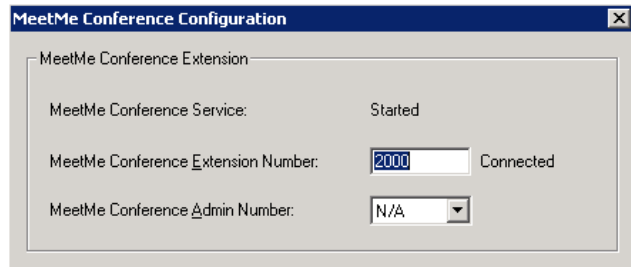 MeetMe Conference Configuration
MeetMe Conference Extension
MeetMe Conference Service: Started
MeetMe Conference Extension Number: 2000 Connected
MeetMe Conference Admin Number: N/A